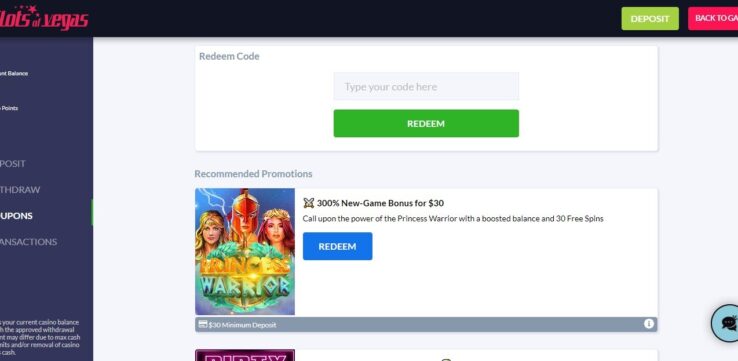 lots of Vegas
DEPOSIT
BACK TO GA
nt Balance
Points
POSIT
THDRAW
UPONS
ANSACTIONS
s your current casino balance
h the approved withdrawal
nt may differ due to max cash
mits and/or removal of casino
s cash.
Redeem Code
Type your code here
REDEEM
Recommended Promotions
300% New-Game Bonus for $30
Call upon the power of the Princess Warrior with a boosted balance and 30 Free Spins
REDEEM
PRINCESS
WARRIOR
$30 Minimum Deposit
DIRTY